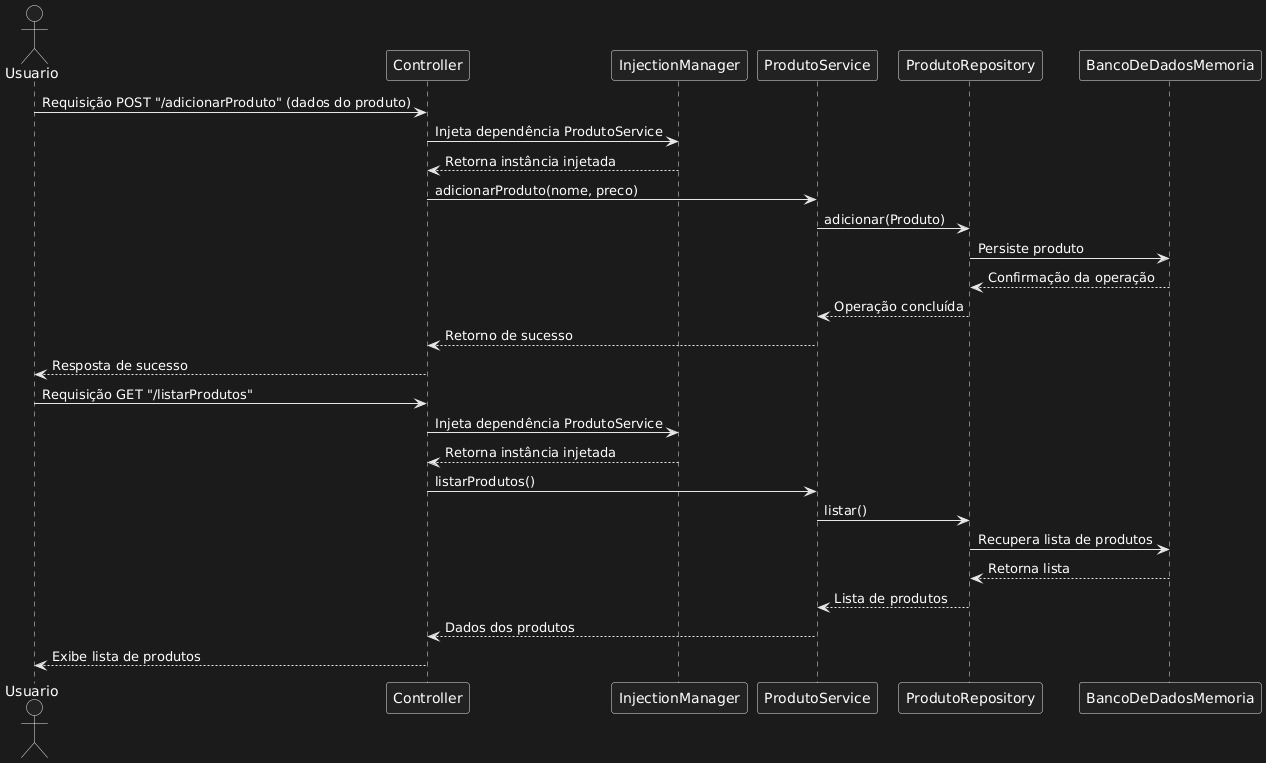 Usuario
Controller
InjectionManager
ProdutoService
ProdutoRepository
BancoDeDadosMemoria
Requisição POST "/adicionarProduto" (dados do produto)
Injeta dependência ProdutoService
Retorna instância injetada
adicionarProduto(nome, preco)
adicionar(Produto)
Persiste produto
Confirmação da operação
Operação concluída
Retorno de sucesso
Resposta de sucesso
Requisição GET "/listarProdutos"
Injeta dependência ProdutoService
Retorna instância injetada
listarProdutos()
listar()
Recupera lista de produtos
Retorna lista
Lista de produtos
Dados dos produtos
Exibe lista de produtos
Usuario
Controller
InjectionManager
ProdutoService
ProdutoRepository
BancoDeDadosMemoria